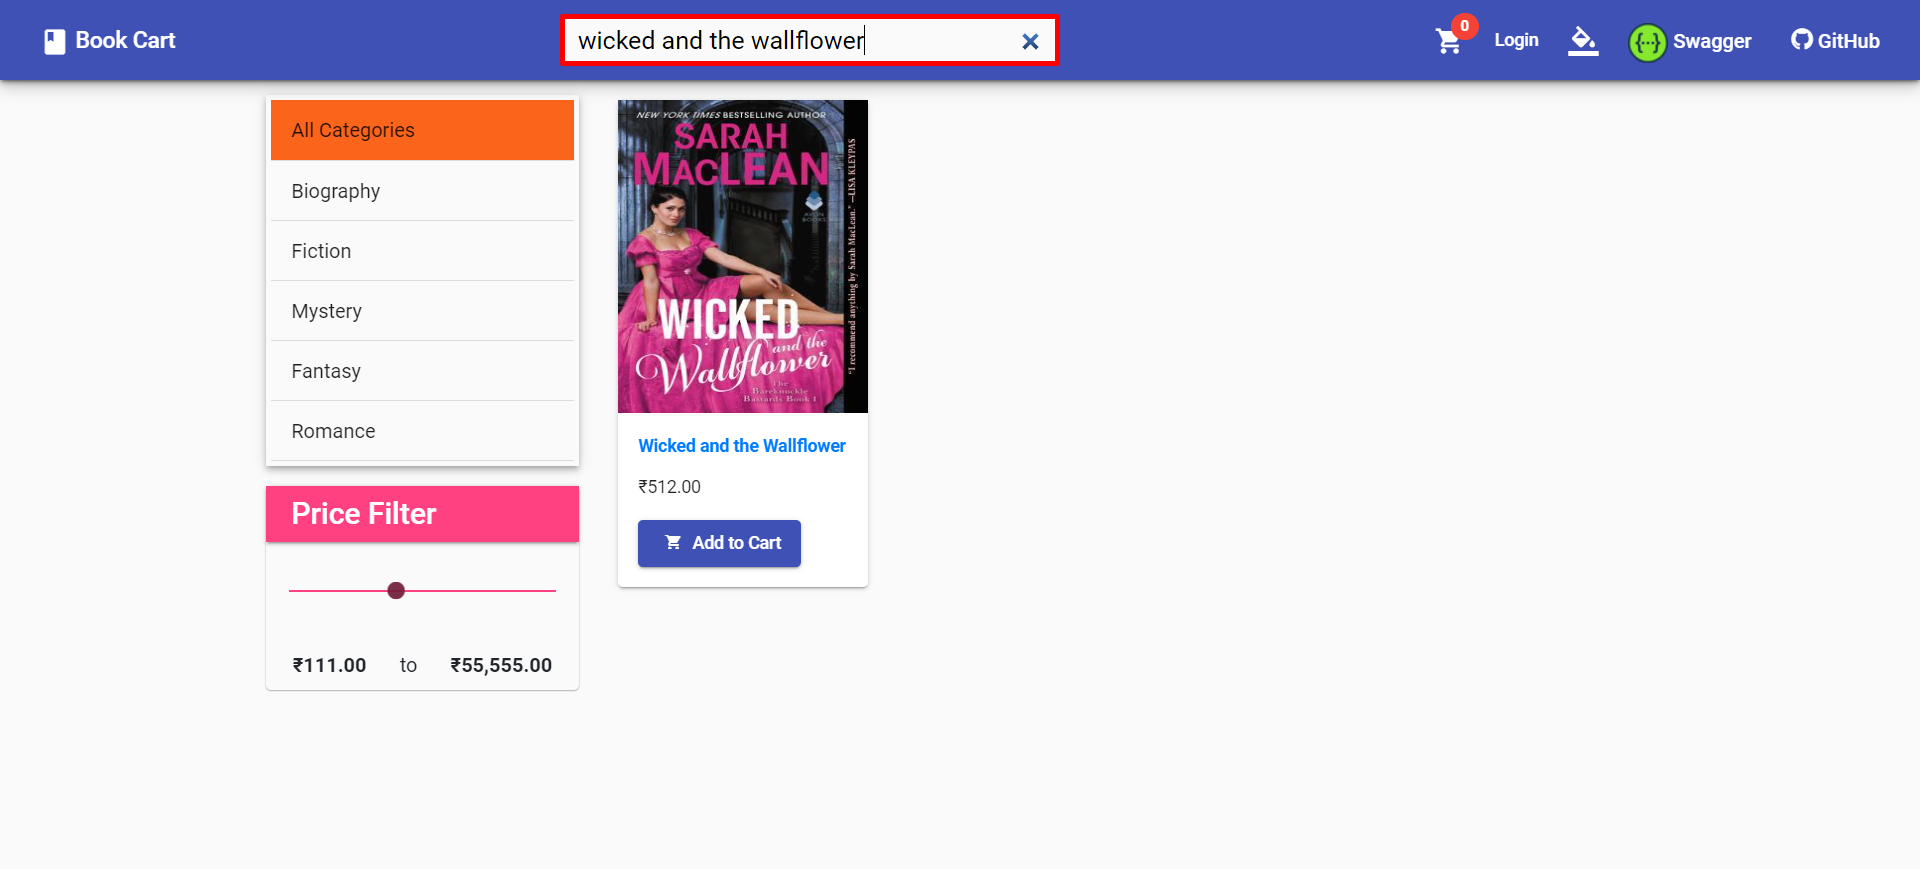 Book Cart
wicked and the wallflower
0
Login
Swagger
GitHub
All Categories
Biography
Fiction
Mystery
Fantasy
Romance
Price Filter
₹111.00 to ₹55,555.00
NEW YORK TIMES BESTSELLING AUTHOR
SARAH
MACLEAN
AVON
BOOKS
"I recommend anything by Sarah MacLean." —LISA KLEYPAS
WICKED
and the
Wallflower
The
Bareknuckle
Bastards Book I
Wicked and the Wallflower
₹512.00
Add to Cart